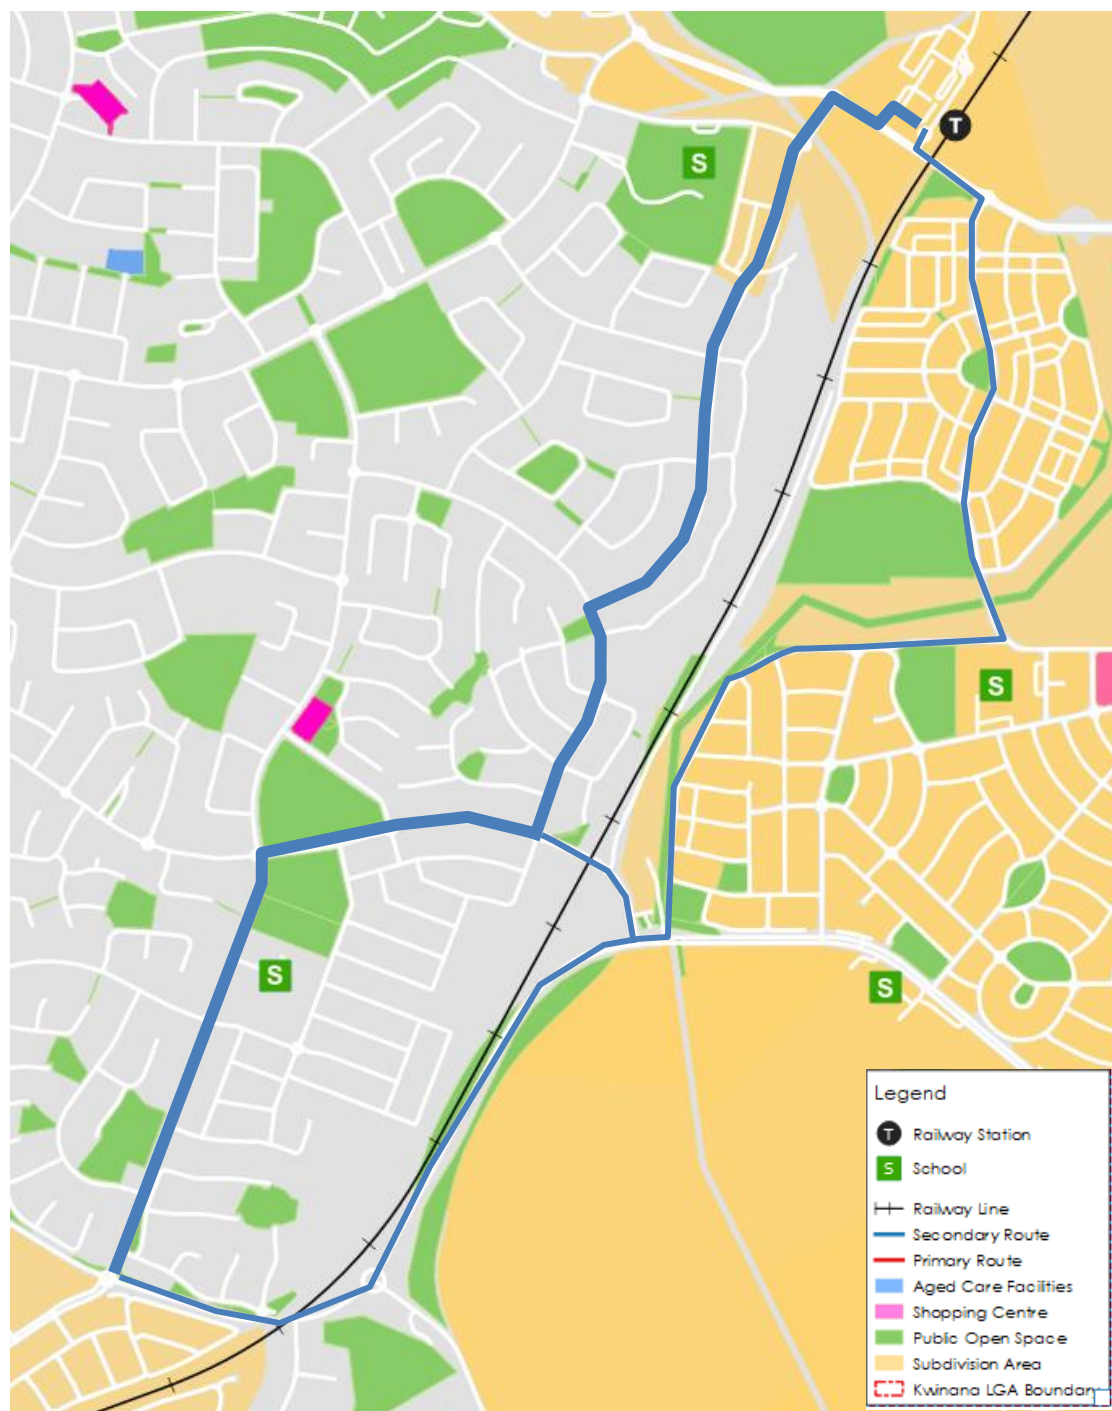 T
S
S
S
S
Legend
T Railway Station
S School
Railway Line
Secondary Route
Primary Route
Aged Care Facilities
Shopping Centre
Public Open Space
Subdivision Area
Kwinana LGA Boundary